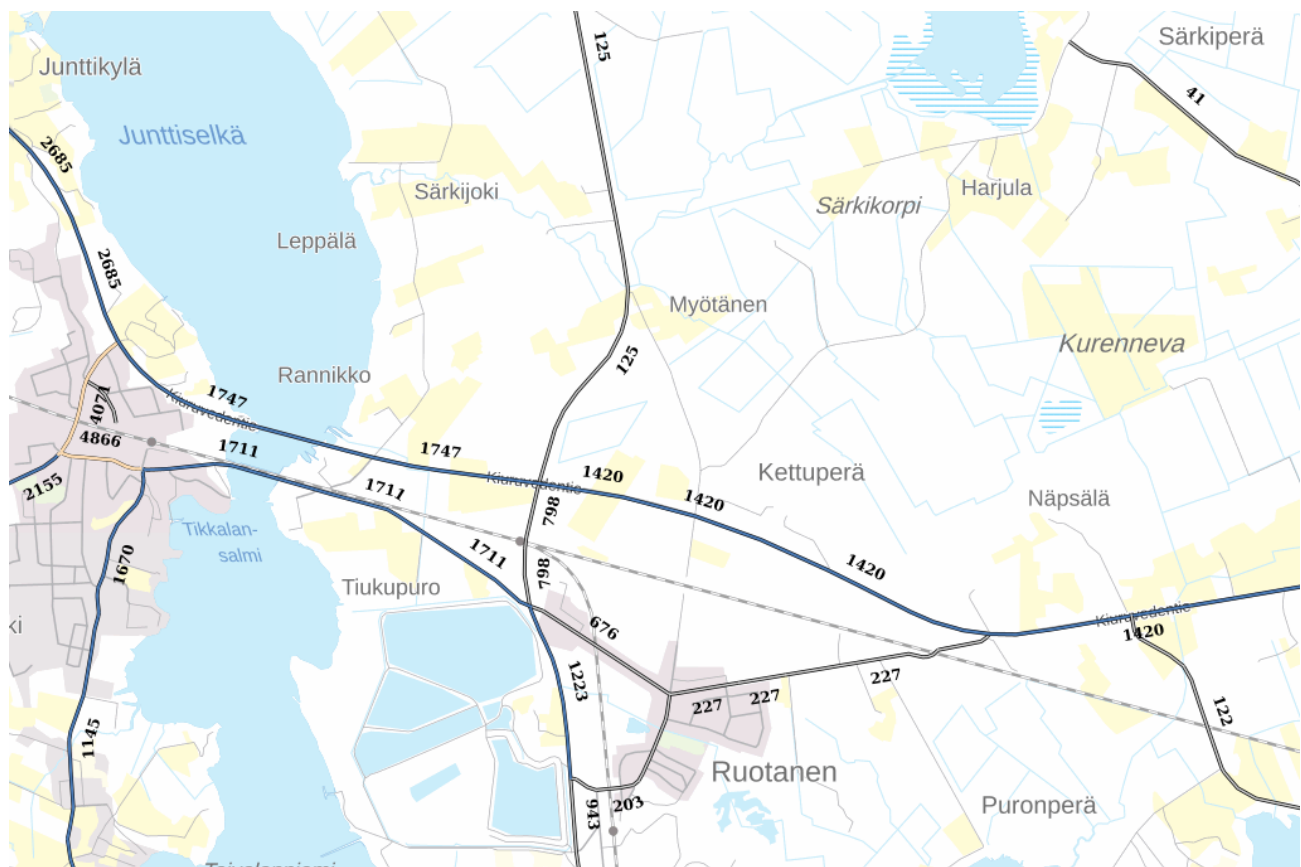 125
Särkiperä
Junttikylä
41
Junttiselkä
2685
Särkijoki
Harjula
Särkikorpi
Leppälä
2685
Myötänen
Kurenneva
125
Rannikko
1747
Kiuruvedentie
4071
4866
1711
1747
Kiuruvedentie
1420
Kettuperä
2155
1711
1420
Näpsälä
798
Tikkalan-
salmi
1711
1670
798
1420
Tiukupuro
Kiuruvedentie
1420
ki
676
1223
227
227
227
122
1145
Ruotanen
943
203
Puronperä